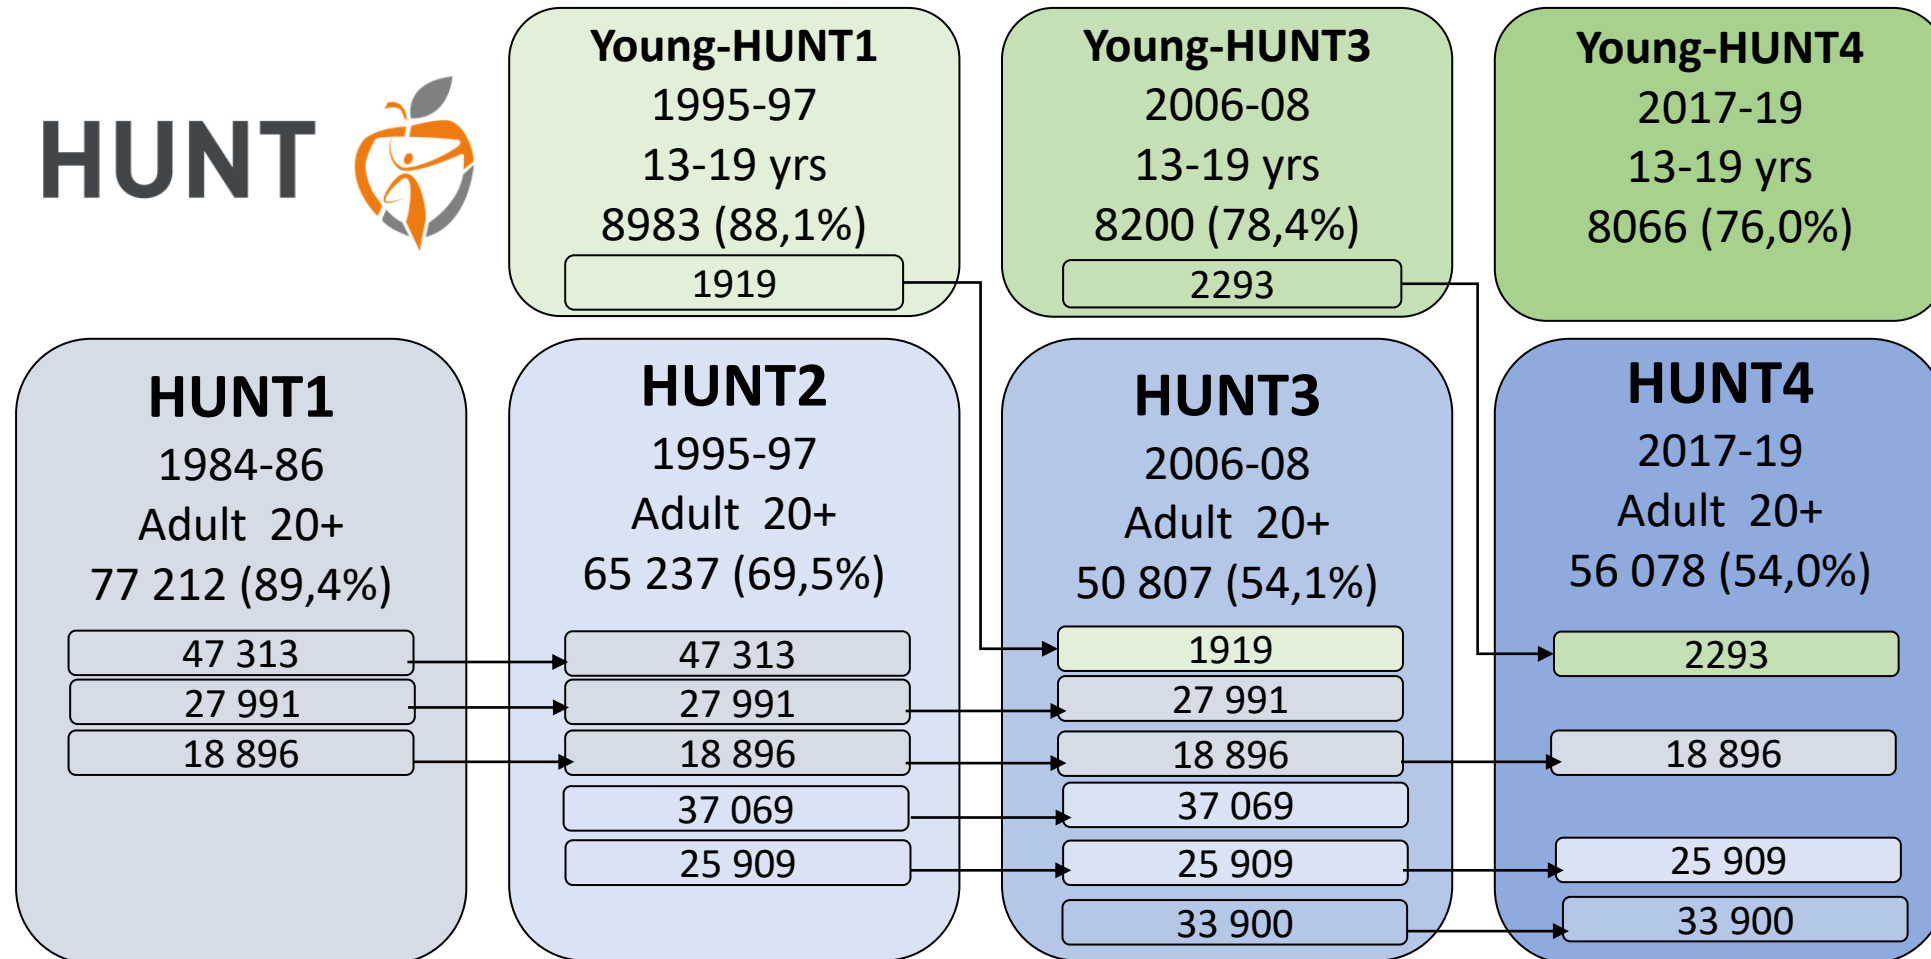 HUNT
Young-HUNT1
1995-97
13-19 yrs
8983 (88,1%)
1919
Young-HUNT3
2006-08
13-19 yrs
8200 (78,4%)
2293
Young-HUNT4
2017-19
13-19 yrs
8066 (76,0%)
HUNT1
1984-86
Adult 20+
77 212 (89,4%)
47 313
27 991
18 896
HUNT2
1995-97
Adult 20+
65 237 (69,5%)
47 313
27 991
18 896
37 069
25 909
HUNT3
2006-08
Adult 20+
50 807 (54,1%)
1919
27 991
18 896
37 069
25 909
33 900
HUNT4
2017-19
Adult 20+
56 078 (54,0%)
2293
18 896
25 909
33 900